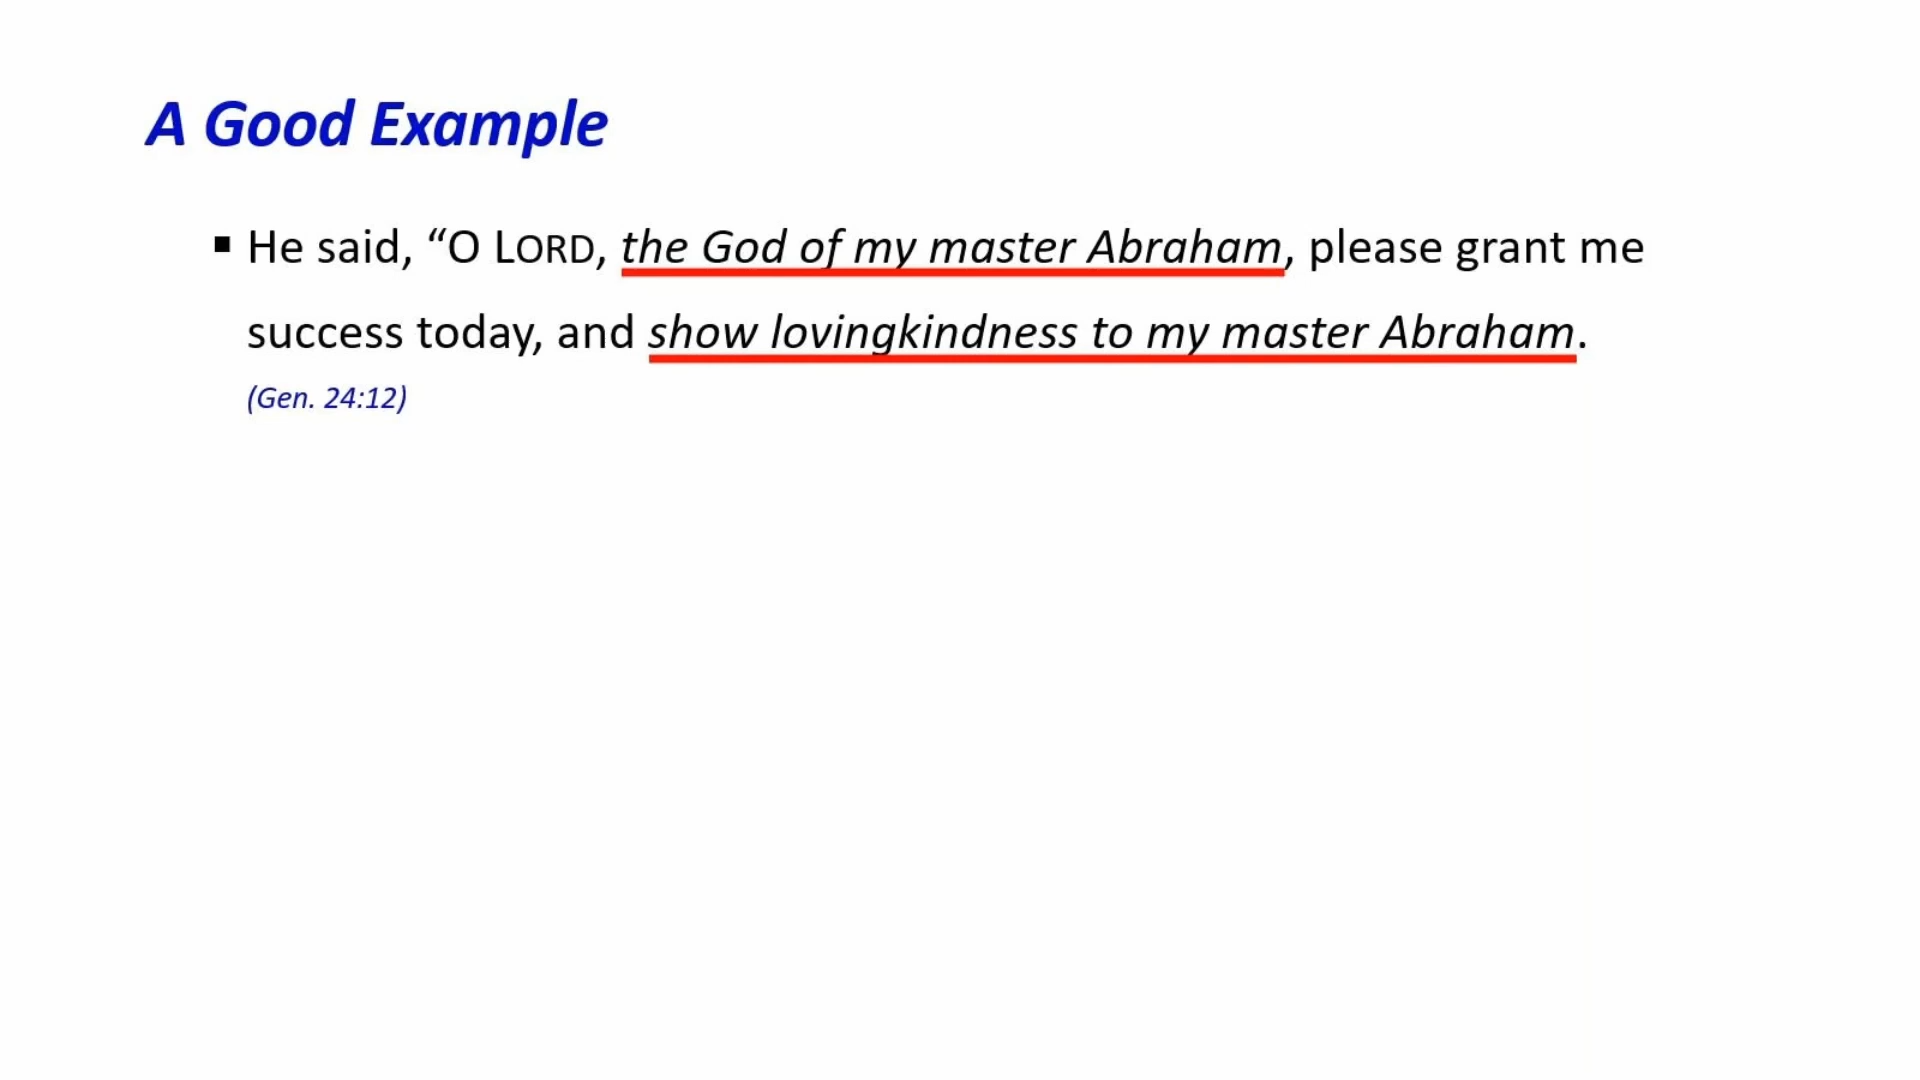 A Good Example
▪ He said, “O LORD, the God of my master Abraham, please grant me
success today, and show lovingkindness to my master Abraham.
(Gen. 24:12)